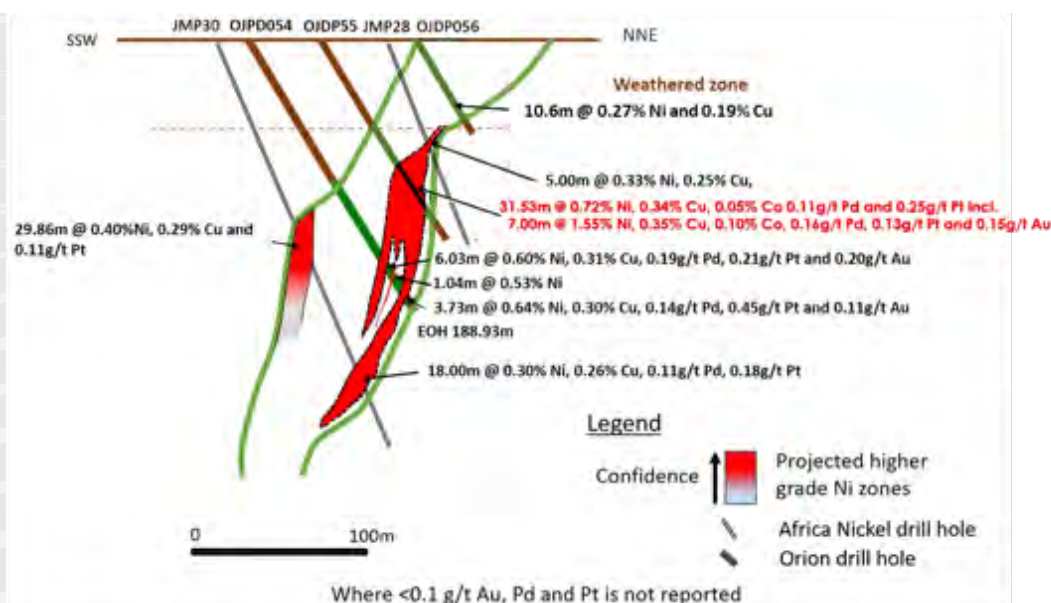 JMP30 OJPD054 OJDP55 JMP28 OJDP056
SSW NNE
Weathered zone
10.6m @ 0.27% Ni and 0.19% Cu
5.00m @ 0.33% Ni, 0.25% Cu,
31.53m @ 0.72% Ni, 0.34% Cu, 0.05% Co 0.11g/t Pd and 0.25g/t Pt Incl.
7.00m @ 1.55% Ni, 0.35% Cu, 0.10% Co, 0.16g/t Pd, 0.13g/t Pt and 0.15g/t Au
29.86m @ 0.40%Ni, 0.29% Cu and
0.11g/t Pt
6.03m @ 0.60% Ni, 0.31% Cu, 0.19g/t Pd, 0.21g/t Pt and 0.20g/t Au
1.04m @ 0.53% Ni
3.73m @ 0.64% Ni, 0.30% Cu, 0.14g/t Pd, 0.45g/t Pt and 0.11g/t Au
EOH 188.93m
18.00m @ 0.30% Ni, 0.26% Cu, 0.11g/t Pd, 0.18g/t Pt
Legend
Confidence
Projected higher
grade Ni zones
Africa Nickel drill hole
Orion drill hole
0 100m
Where <0.1 g/t Au, Pd and Pt is not reported